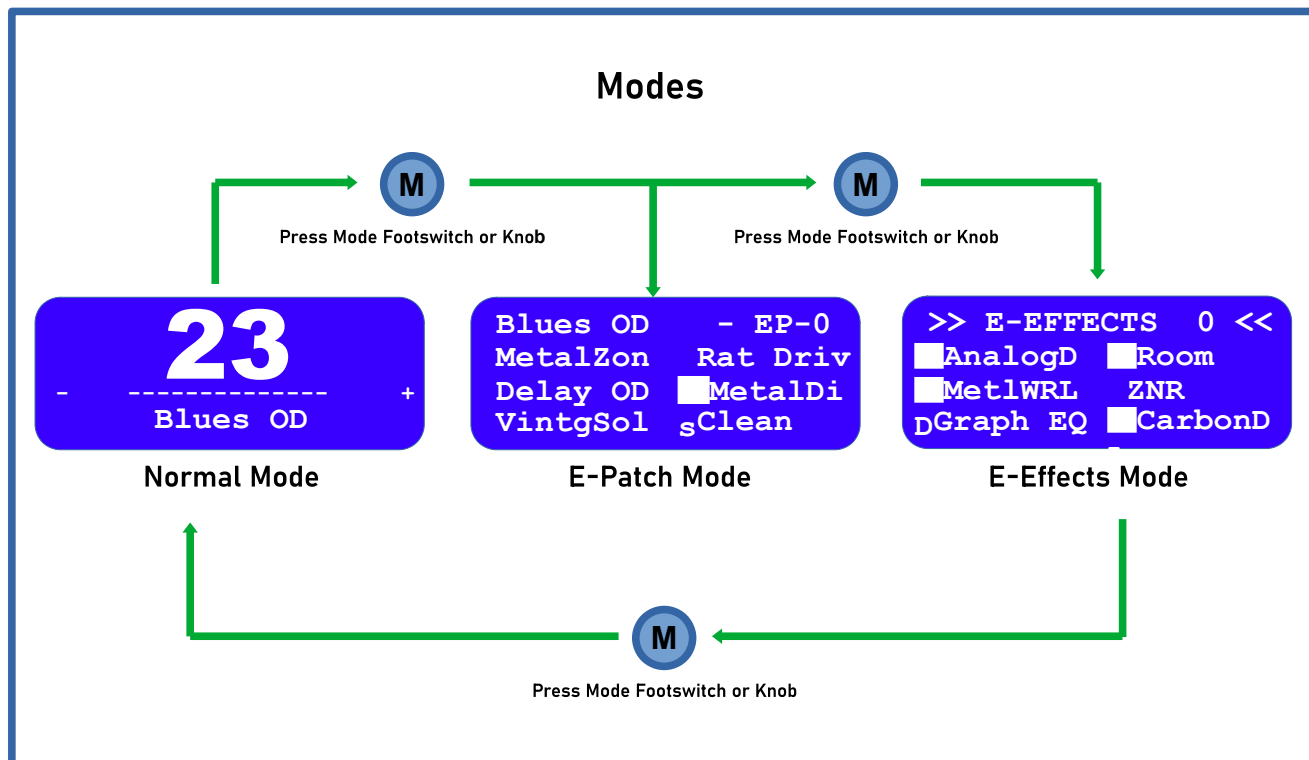 Modes
M
M
Press Mode Footswitch or Knob
Press Mode Footswitch or Knob
23
- -------------- +
Blues OD
Normal Mode
Blues OD - EP-0
MetalZon Rat Driv
Delay OD MetalDi
VintgSol sClean
E-Patch Mode
>> E-EFFECTS 0 <<
AnalogD Room
MetlWRL ZNR
DGraph EQ CarbonD
E-Effects Mode
M
Press Mode Footswitch or Knob